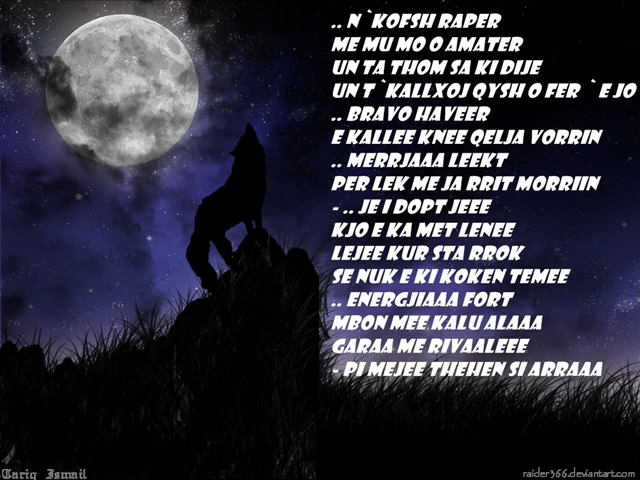 .. N`KOFSH RAPER
ME MU MO O AMATER
UN TA THOM SA KI DIJE
UN T`KALLXOJ QYSH O FER `E JO
.. BRAVO HAVEER
E KALLEE KNEE QELJA VORRIN
.. MERRJAAA LEEKT
PER LEK ME JA RRIT MORRIIN
- .. JE I DOPT JEEE
KJO E KA MET LENEE
LEJEE KUR STA RROK
SE NUK E KI KOKEN TEMEE
.. ENERGJIAAA FORT
MBON MEE KALU ALAAA
GARAA ME RIVAALEEE
- PI MEJEE THEHEN SI ARRAAA
Tariq Ismail
raider366.deviantart.com